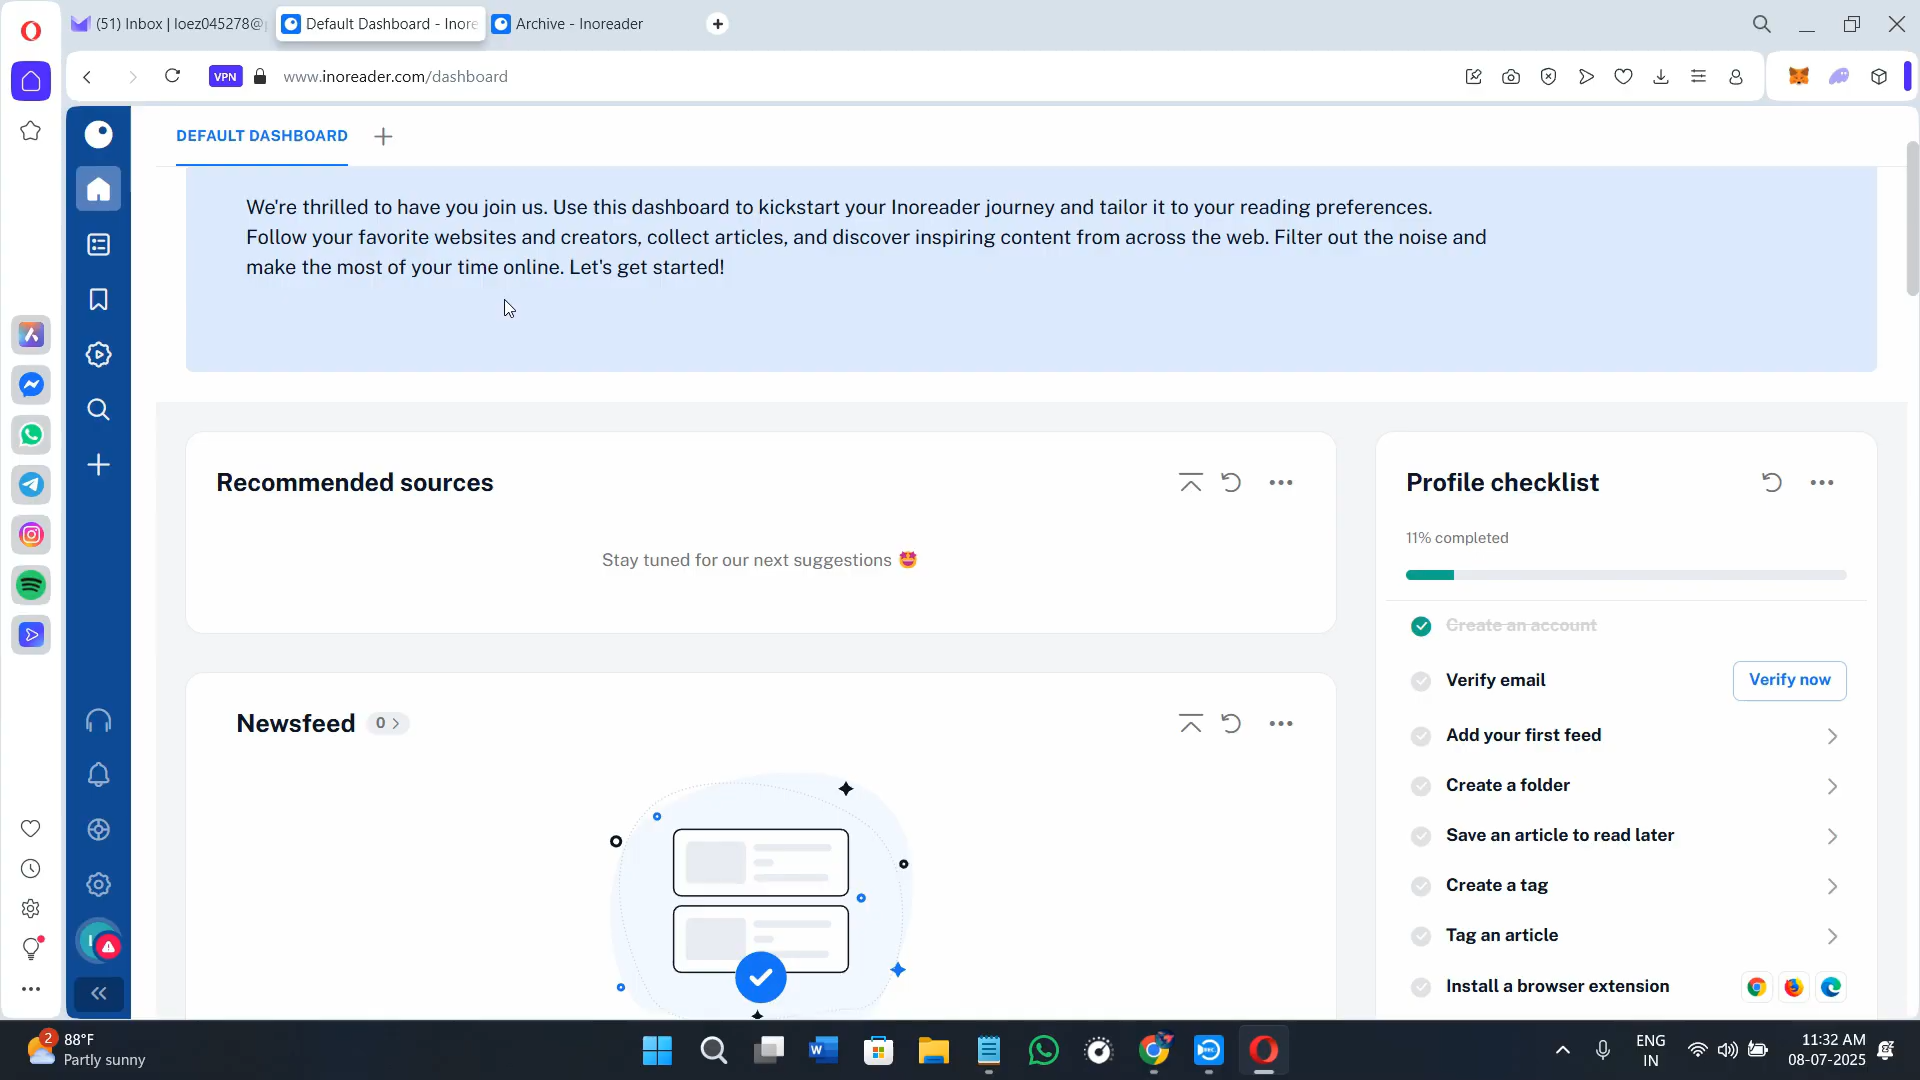 (51) Inbox | loez045278@
Default Dashboard - Inore
Archive - Inoreader
VPN
www.inoreader.com/dashboard
DEFAULT DASHBOARD
We're thrilled to have you join us. Use this dashboard to kickstart your Inoreader journey and tailor it to your reading preferences.
Follow your favorite websites and creators, collect articles, and discover inspiring content from across the web. Filter out the noise and
make the most of your time online. Let's get started!
Recommended sources
Stay tuned for our next suggestions 🤩
Newsfeed 0
Profile checklist
11% completed
Create an account
Verify email
Verify now
Add your first feed
Create a folder
Save an article to read later
Create a tag
Tag an article
Install a browser extension
2
88°F
Partly sunny
ENG
IN
11:32 AM
08-07-2025